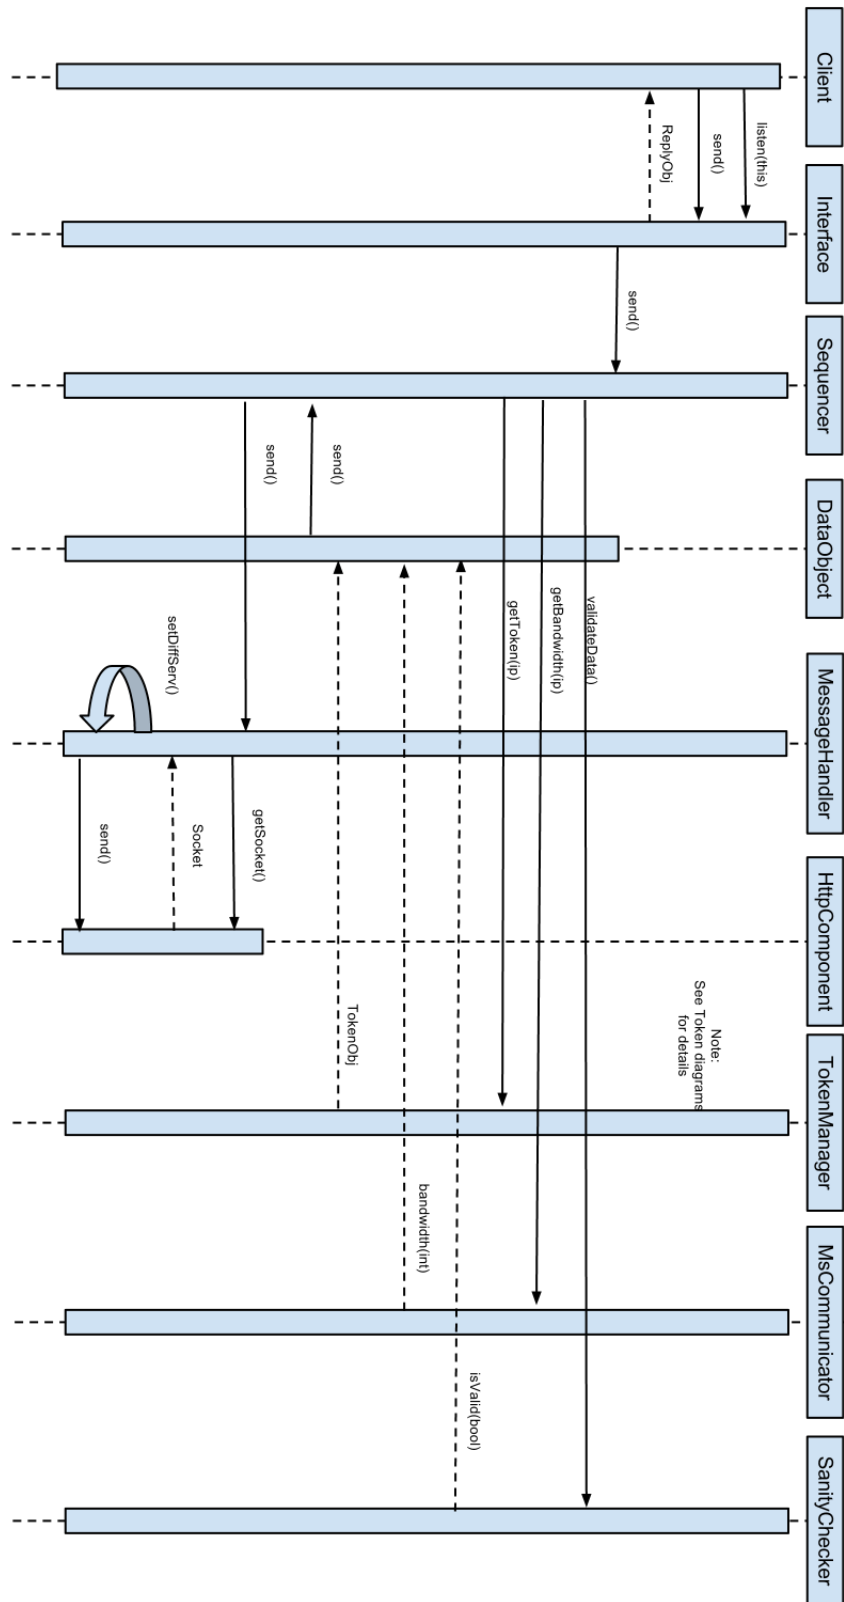 Client
Interface
Sequencer
DataObject
MessageHandler
HttpComponent
TokenManager
MsCommunicator
SanityChecker
listen(this)
send()
ReplyObj
send()
Note:
See Token diagrams
for details
validateData()
getBandwidth(ip)
getToken(ip)
isValid(bool)
bandwidth(int)
TokenObj
send()
send()
getSocket()
Socket
setDiffServ()
send()